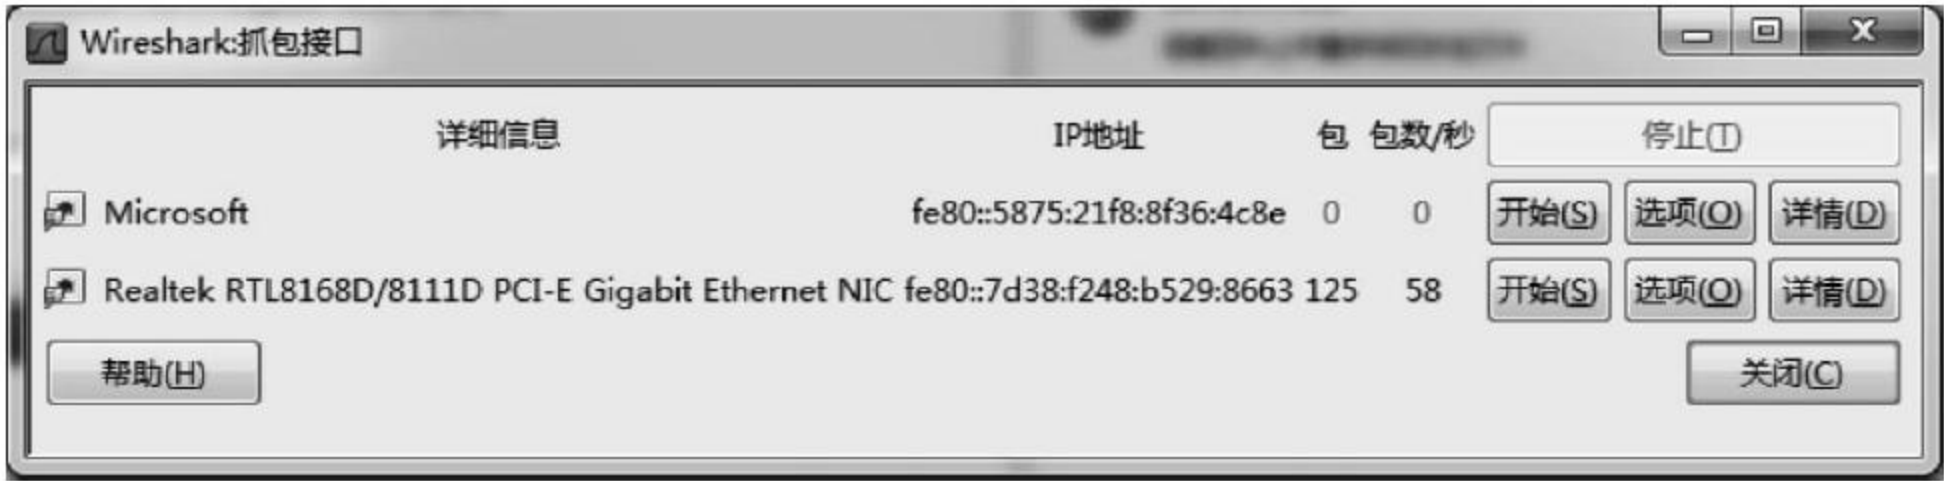 Wireshark:抓包接口
详细信息 IP地址 包 包数/秒 停止(T)
Microsoft fe80::5875:21f8:8f36:4c8e 0 0 开始(S) 选项(O) 详情(D)
Realtek RTL8168D/8111D PCI-E Gigabit Ethernet NIC fe80::7d38:f248:b529:8663 125 58 开始(S) 选项(O) 详情(D)
帮助(H) 关闭(C)